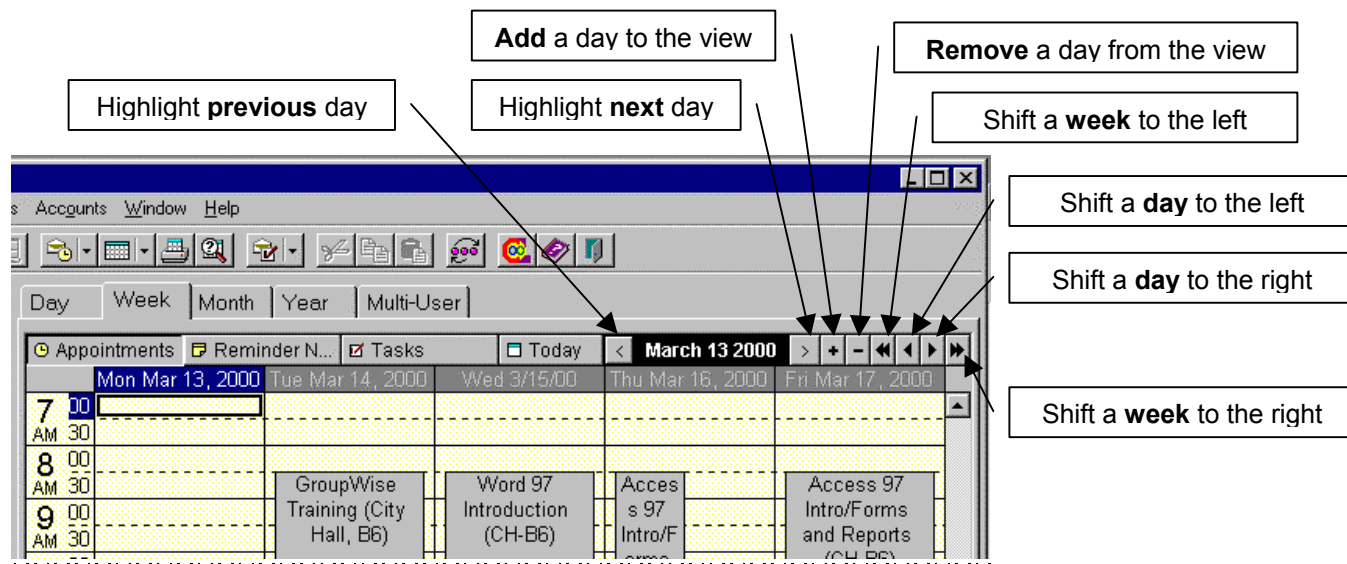 Add a day to the view
Remove a day from the view
Highlight previous day
Highlight next day
Shift a week to the left
Shift a day to the left
Shift a day to the right
Shift a week to the right
s Accounts Window Help
Day Week Month Year Multi-User
Appointments Reminder N... Tasks Today < March 13 2000 > + -
Mon Mar 13, 2000 Tue Mar 14, 2000 Wed 3/15/00 Thu Mar 16, 2000 Fri Mar 17, 2000
7 00
AM 30
8 00
AM 30
9 00
AM 30
GroupWise
Training (City
Hall, B6)
Word 97
Introduction
(CH-B6)
Acces
s 97
Intro/F
orms
Access 97
Intro/Forms
and Reports
(CH-B6)